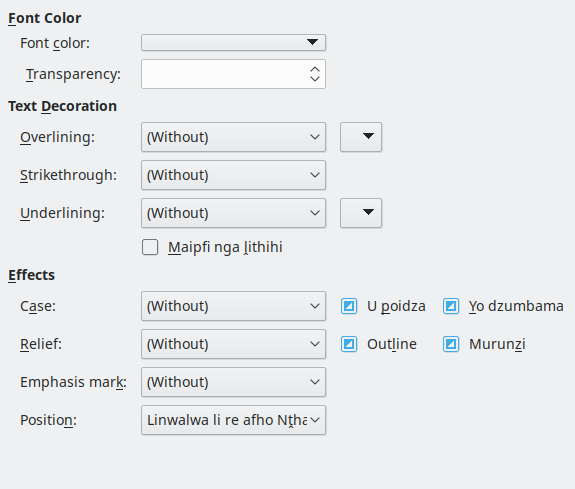 Font Color
Font color:
Transparency:
Text Decoration
Overlining: (Without)
Strikethrough: (Without)
Underlining: (Without)
Maipfi nga ḽithihi
Effects
Case: (Without) U poidza Yo dzumbama
Relief: (Without) Outline Murunzi
Emphasis mark: (Without)
Position: Linwalwa li re afho Nṱha